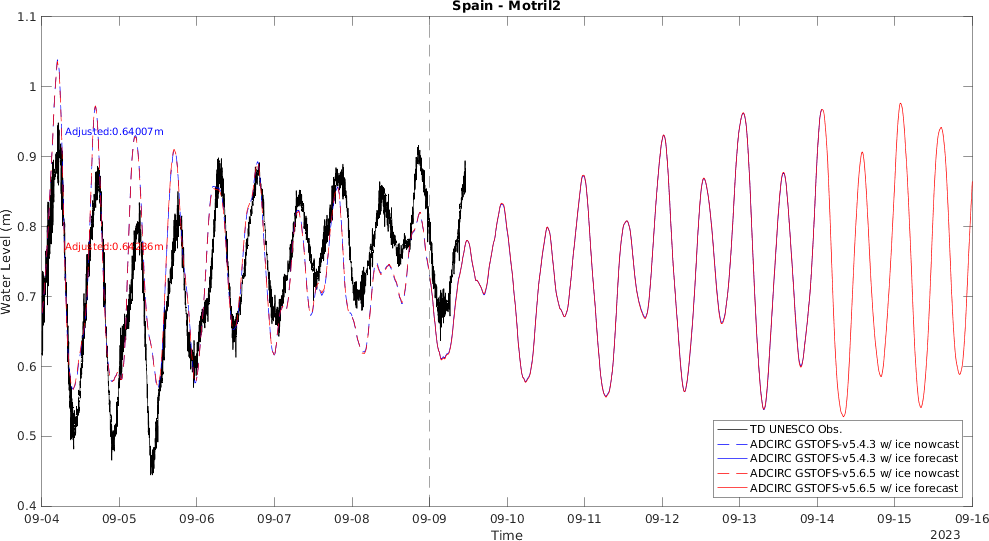 Spain - Motril2
1.1
1
0.9
0.8
0.7
0.6
0.5
0.4
Water Level (m)
Adjusted:0.64007m
Adjusted:0.64286m
TD UNESCO Obs.
ADCIRC GSTOFS-v5.4.3 w/ ice nowcast
ADCIRC GSTOFS-v5.4.3 w/ ice forecast
ADCIRC GSTOFS-v5.6.5 w/ ice nowcast
ADCIRC GSTOFS-v5.6.5 w/ ice forecast
09-04 09-05 09-06 09-07 09-08 09-09 09-10 09-11 09-12 09-13 09-14 09-15 09-16
Time
2023